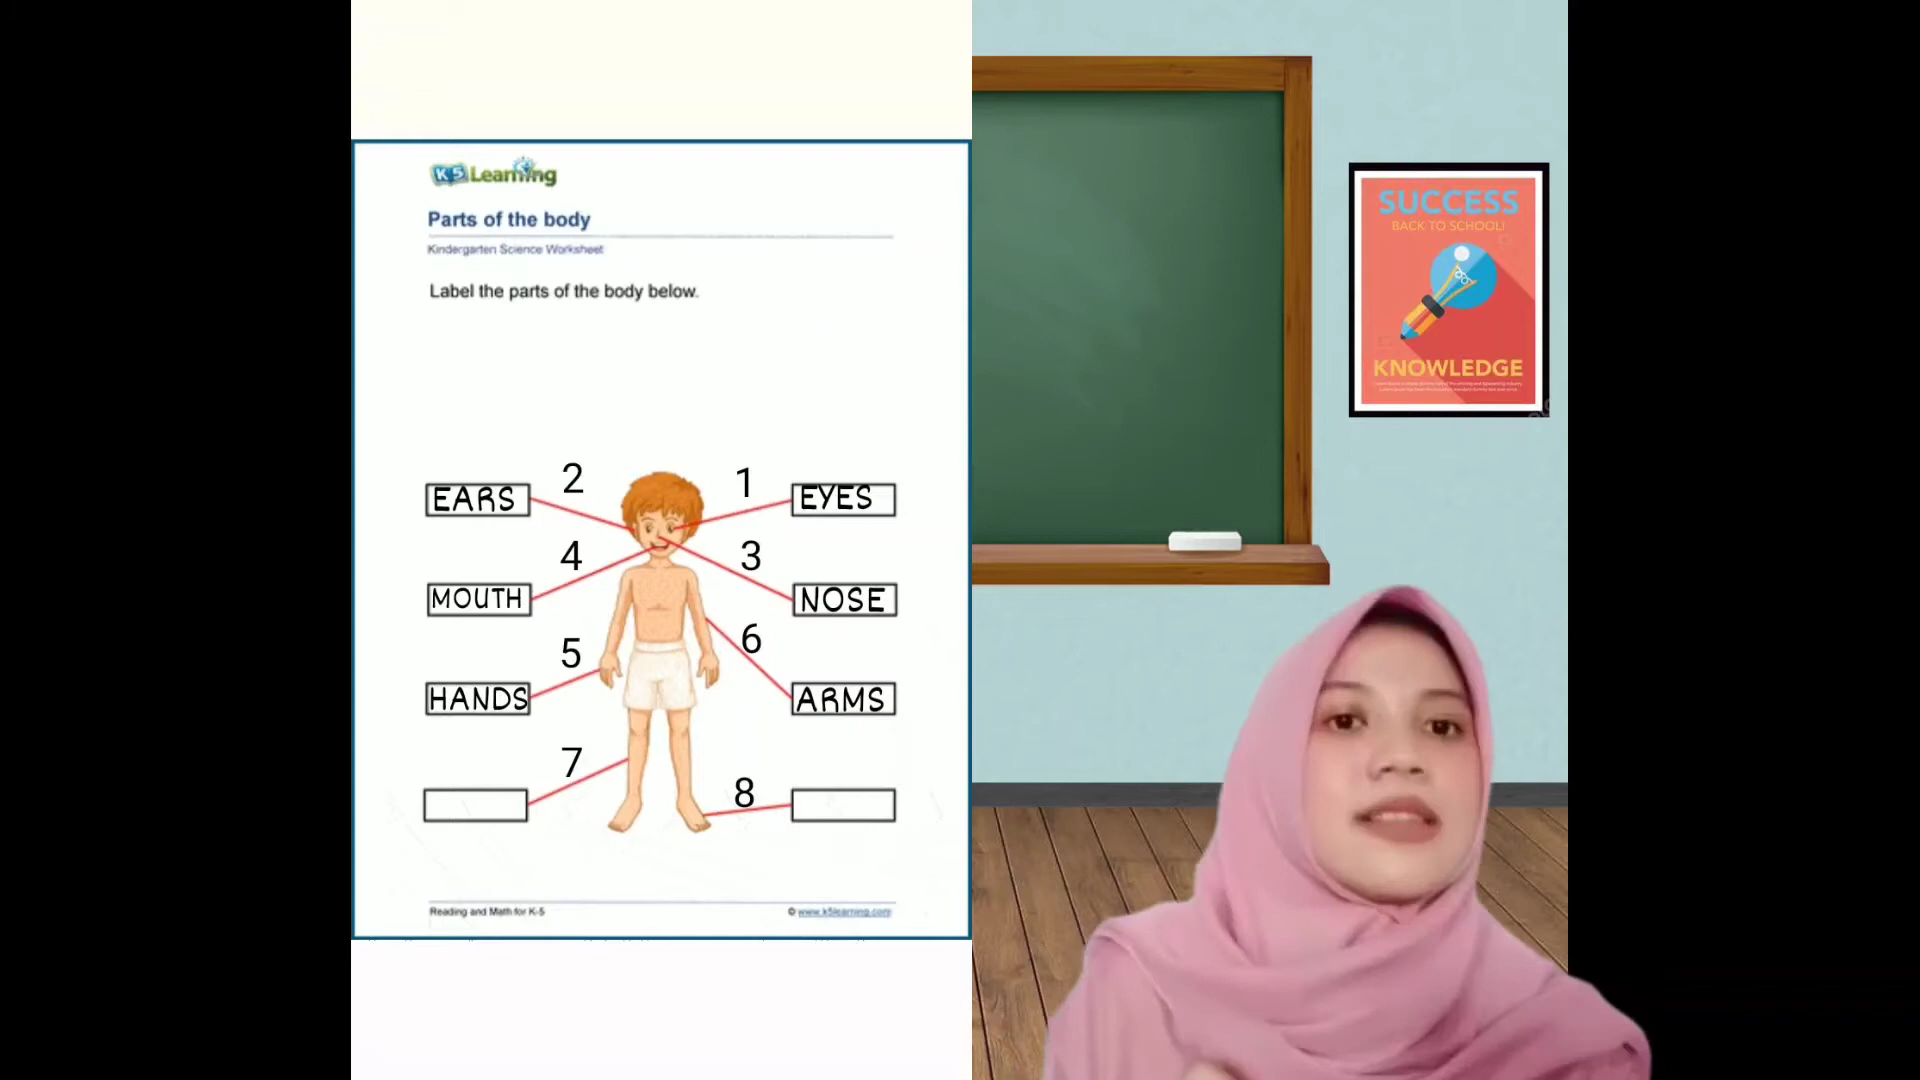 K5 Learning
Parts of the body
Kindergarten Science Worksheet
Label the parts of the body below.
2
1
EARS
EYES
4
3
MOUTH
NOSE
5
6
HANDS
ARMS
7
8
Reading and Math for K-5
© www.k5learning.com
SUCCESS
BACK TO SCHOOL!
KNOWLEDGE